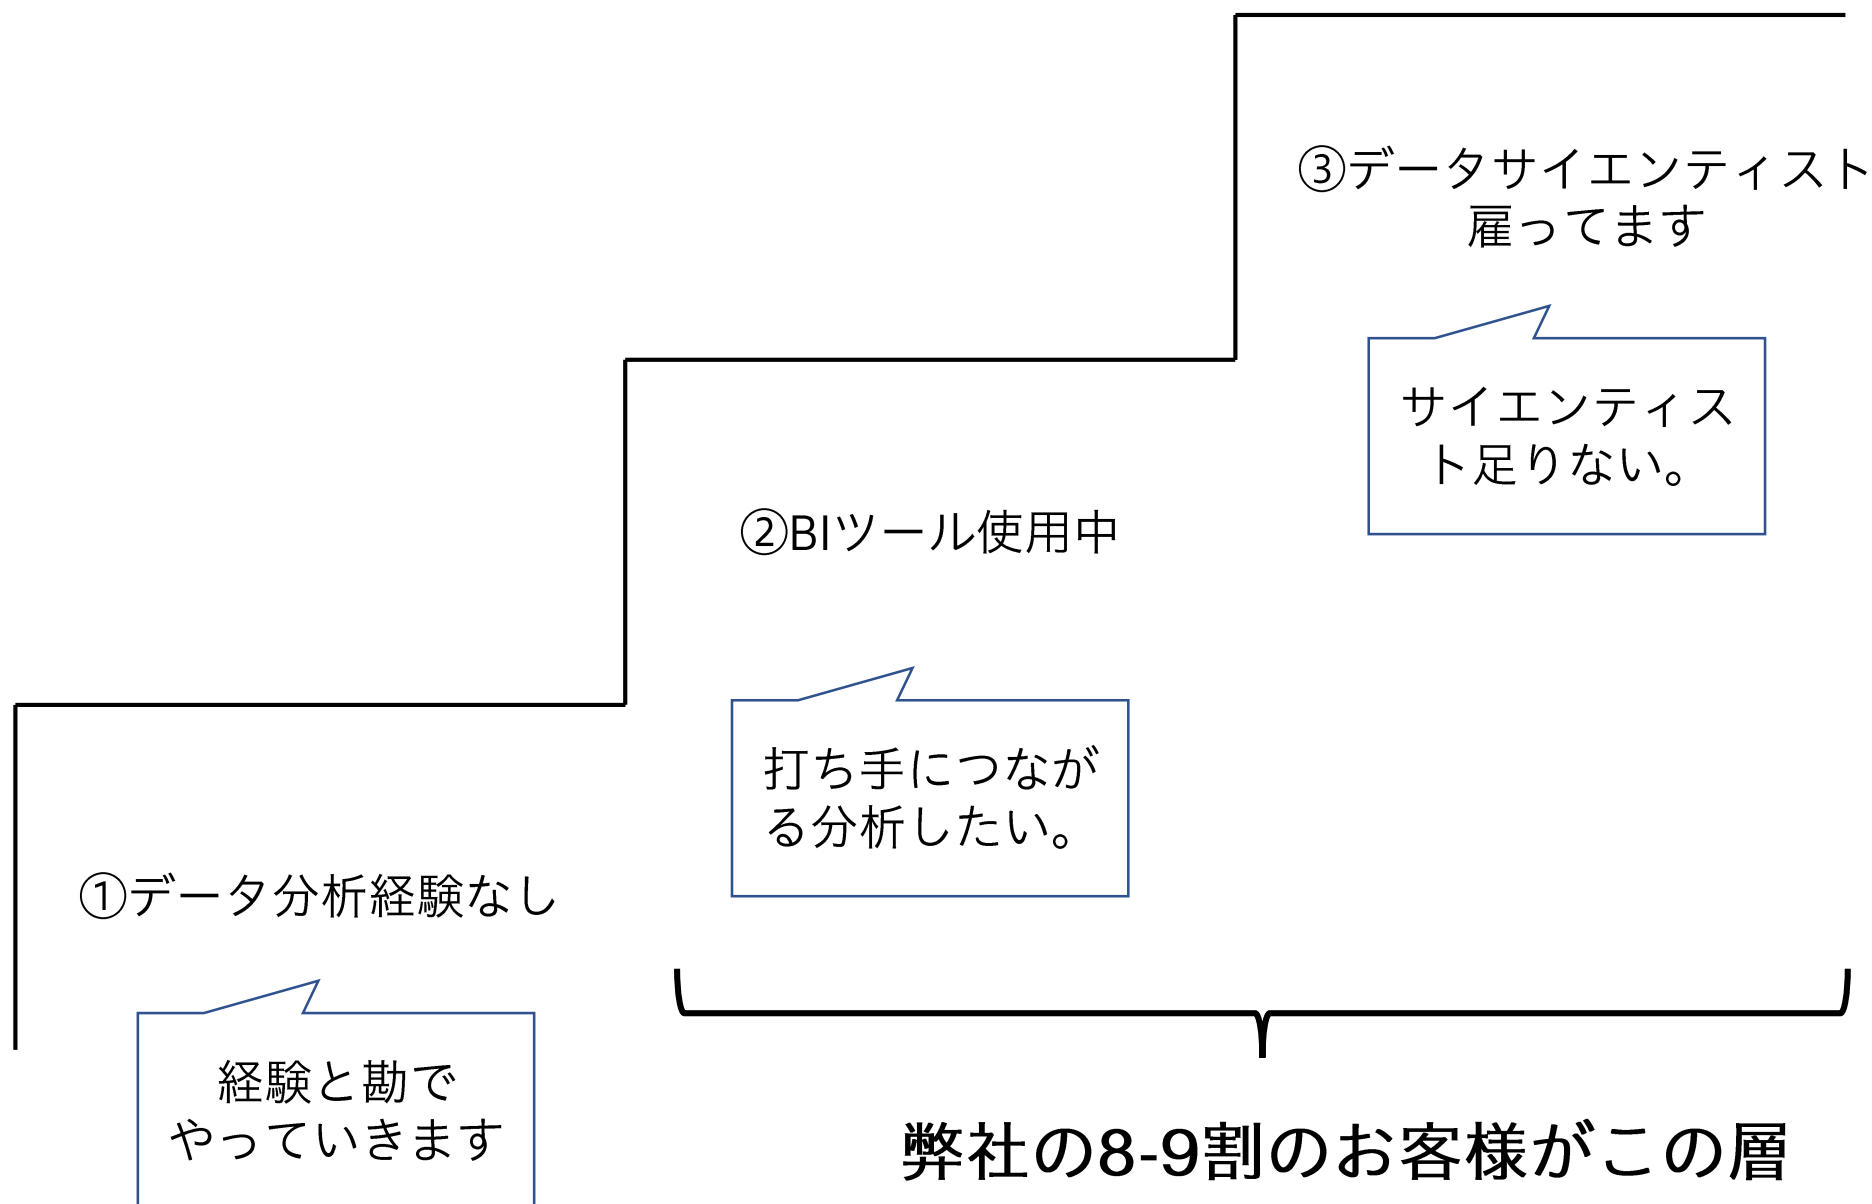 ③データサイエンティスト
雇ってます
サイエンティス
ト足りない。
②BIツール使用中
打ち手につなが
る分析したい。
①データ分析経験なし
経験と勘で
やっていきます
弊社の8-9割のお客様がこの層